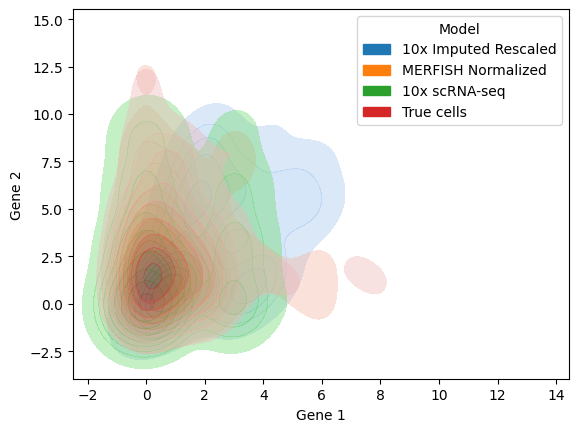 Model
10x Imputed Rescaled
MERFISH Normalized
10x scRNA-seq
True cells
15.0
12.5
10.0
7.5
5.0
2.5
0.0
−2.5
Gene 2
−2
0
2
4
6
8
10
12
14
Gene 1